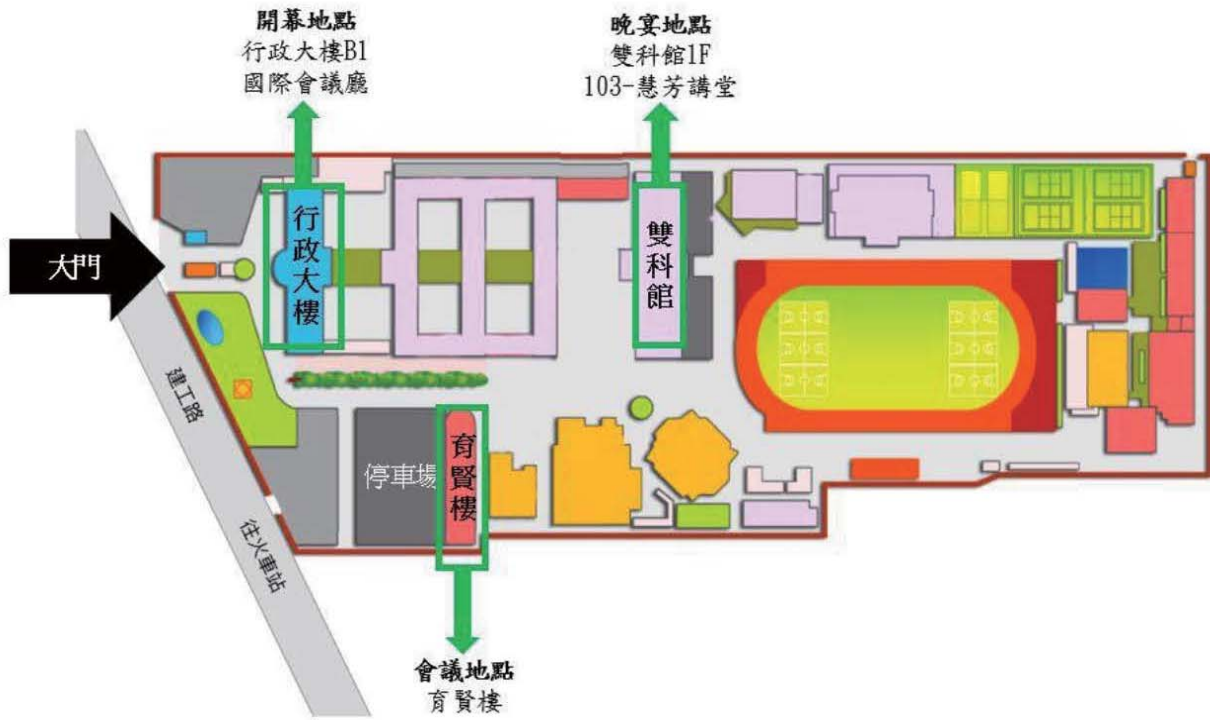 開幕地點
行政大樓B1
國際會議廳
晚宴地點
雙科館1F
103-慧芳講堂
大門
行政大樓
雙科館
建工路
停車場
育賢樓
往火車站
會議地點
育賢樓